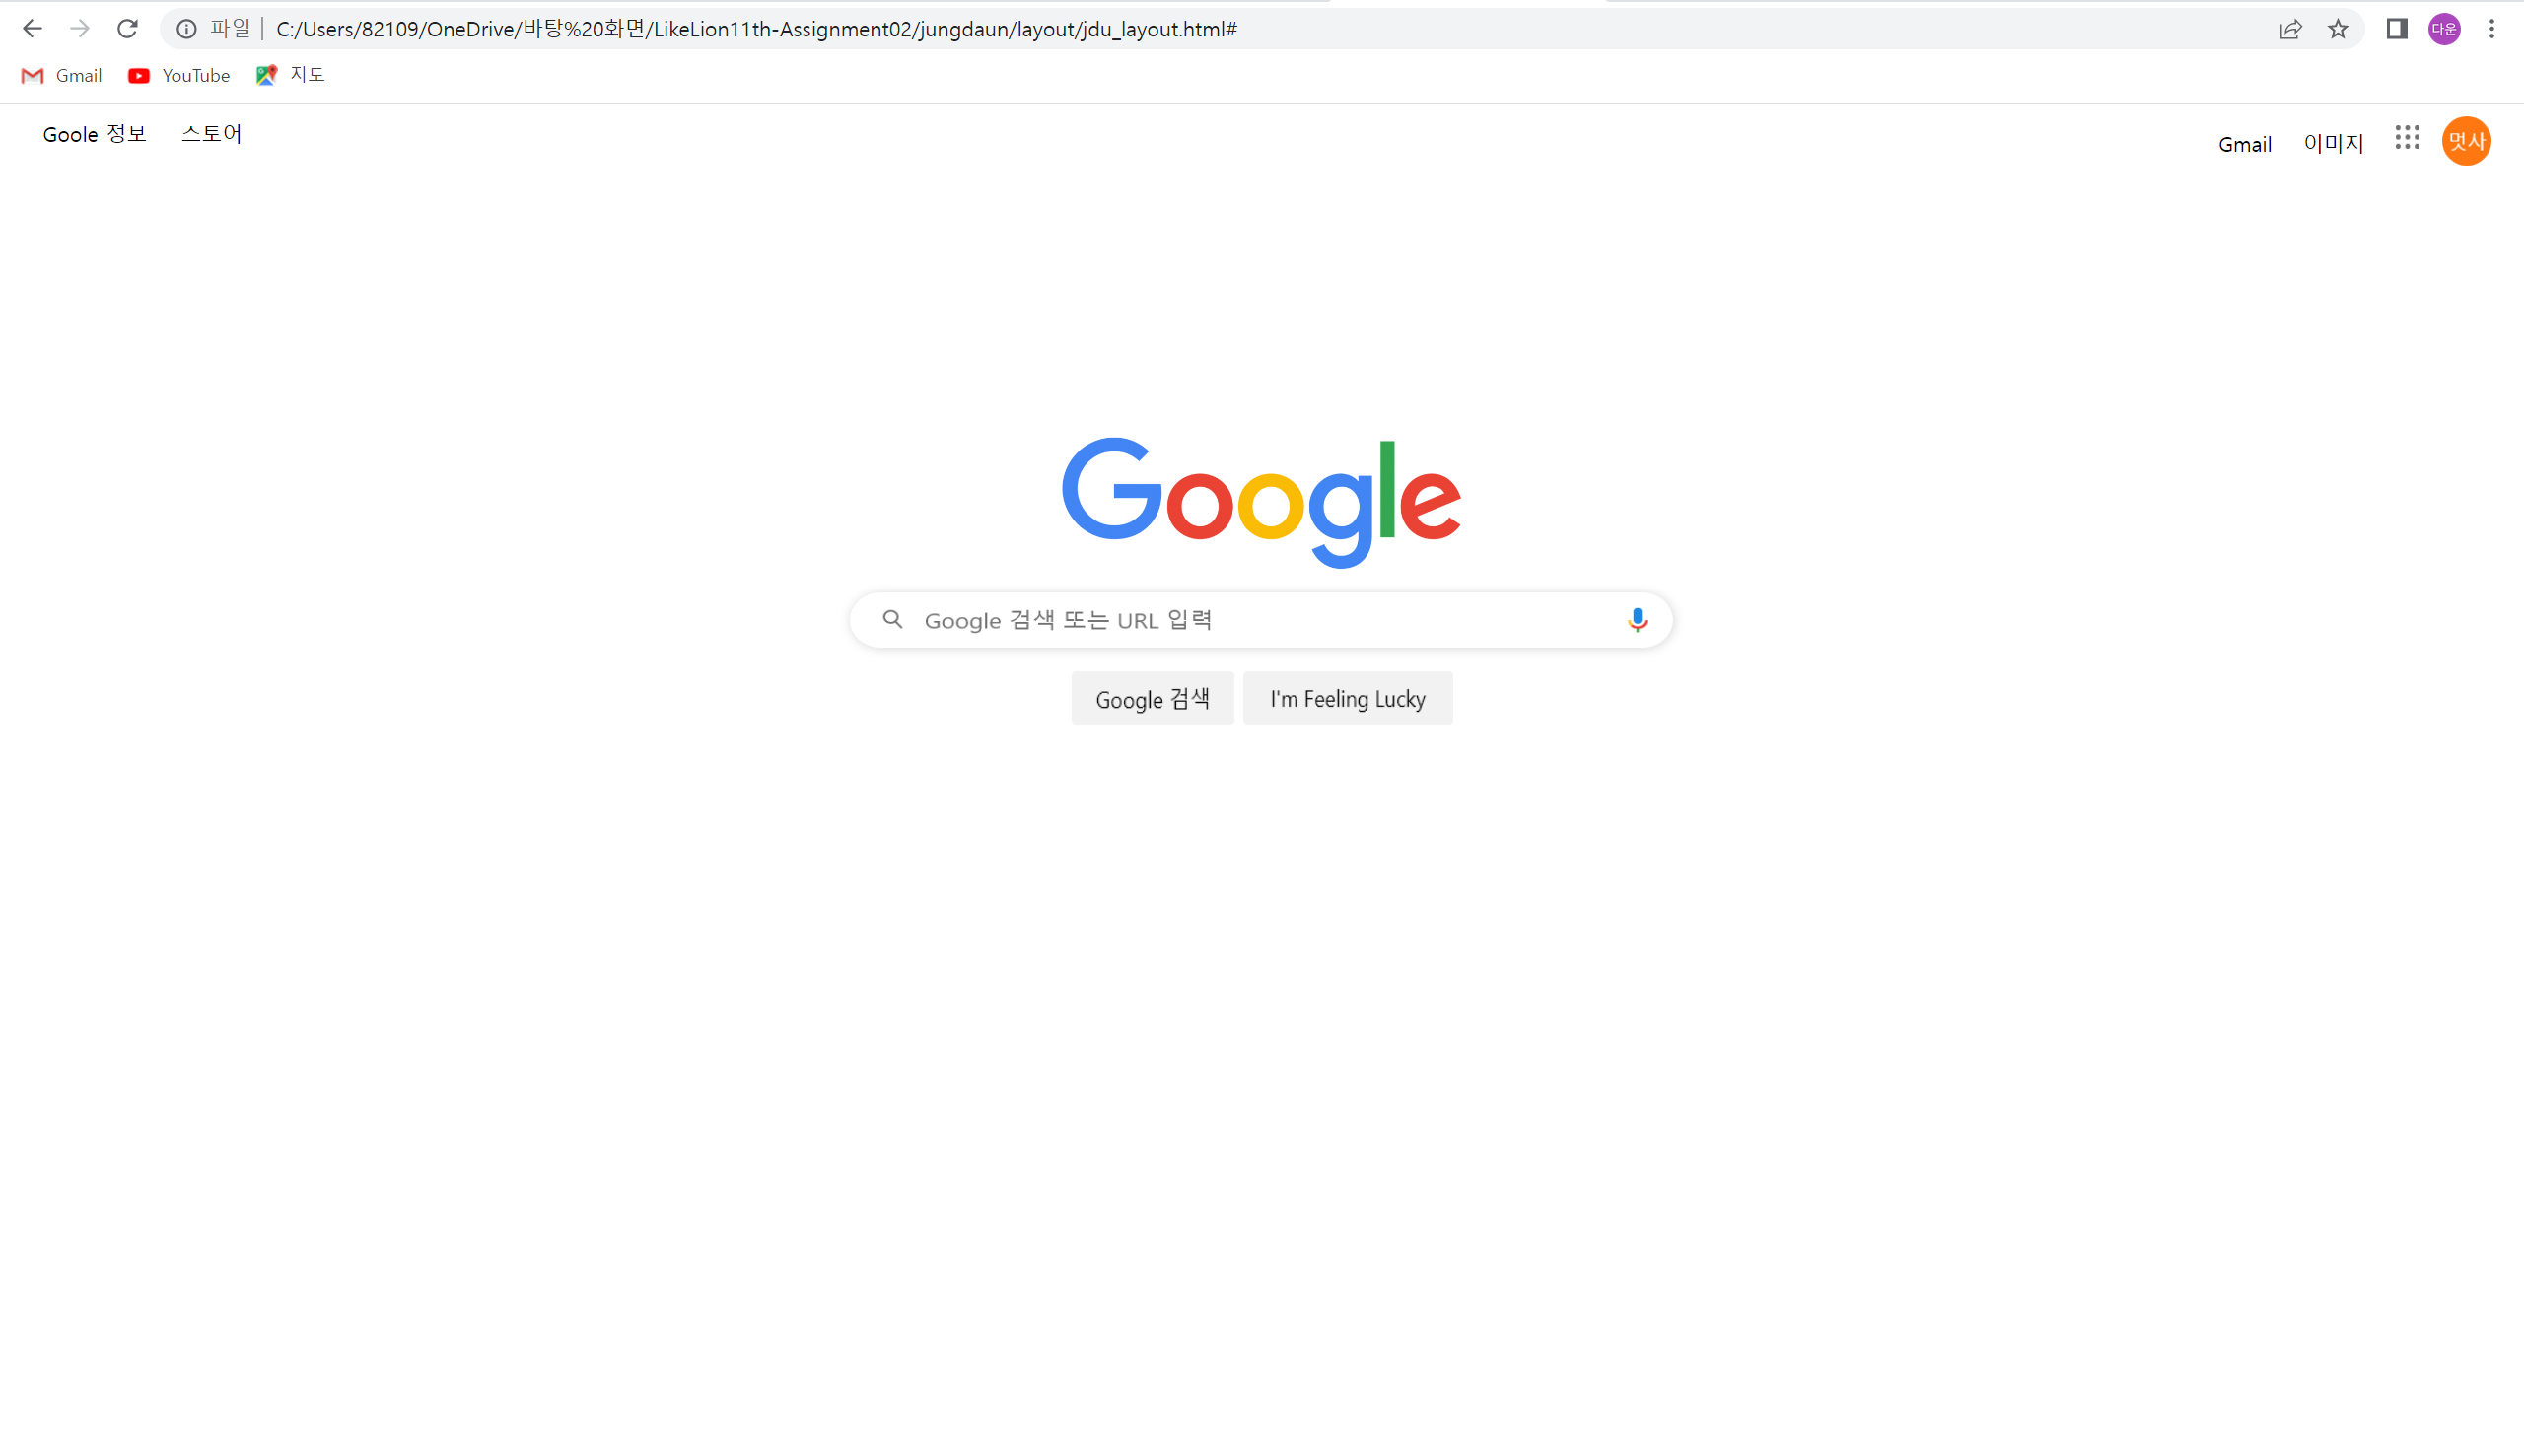 파일 C:/Users/82109/OneDrive/바탕%20화면/LikeLion11th-Assignment02/jungdaun/layout/jdu_layout.html# 다운
Gmail YouTube 지도
Goole 정보 스토어 Gmail 이미지 멋사
Google
Google 검색 또는 URL 입력
Google 검색 I'm Feeling Lucky